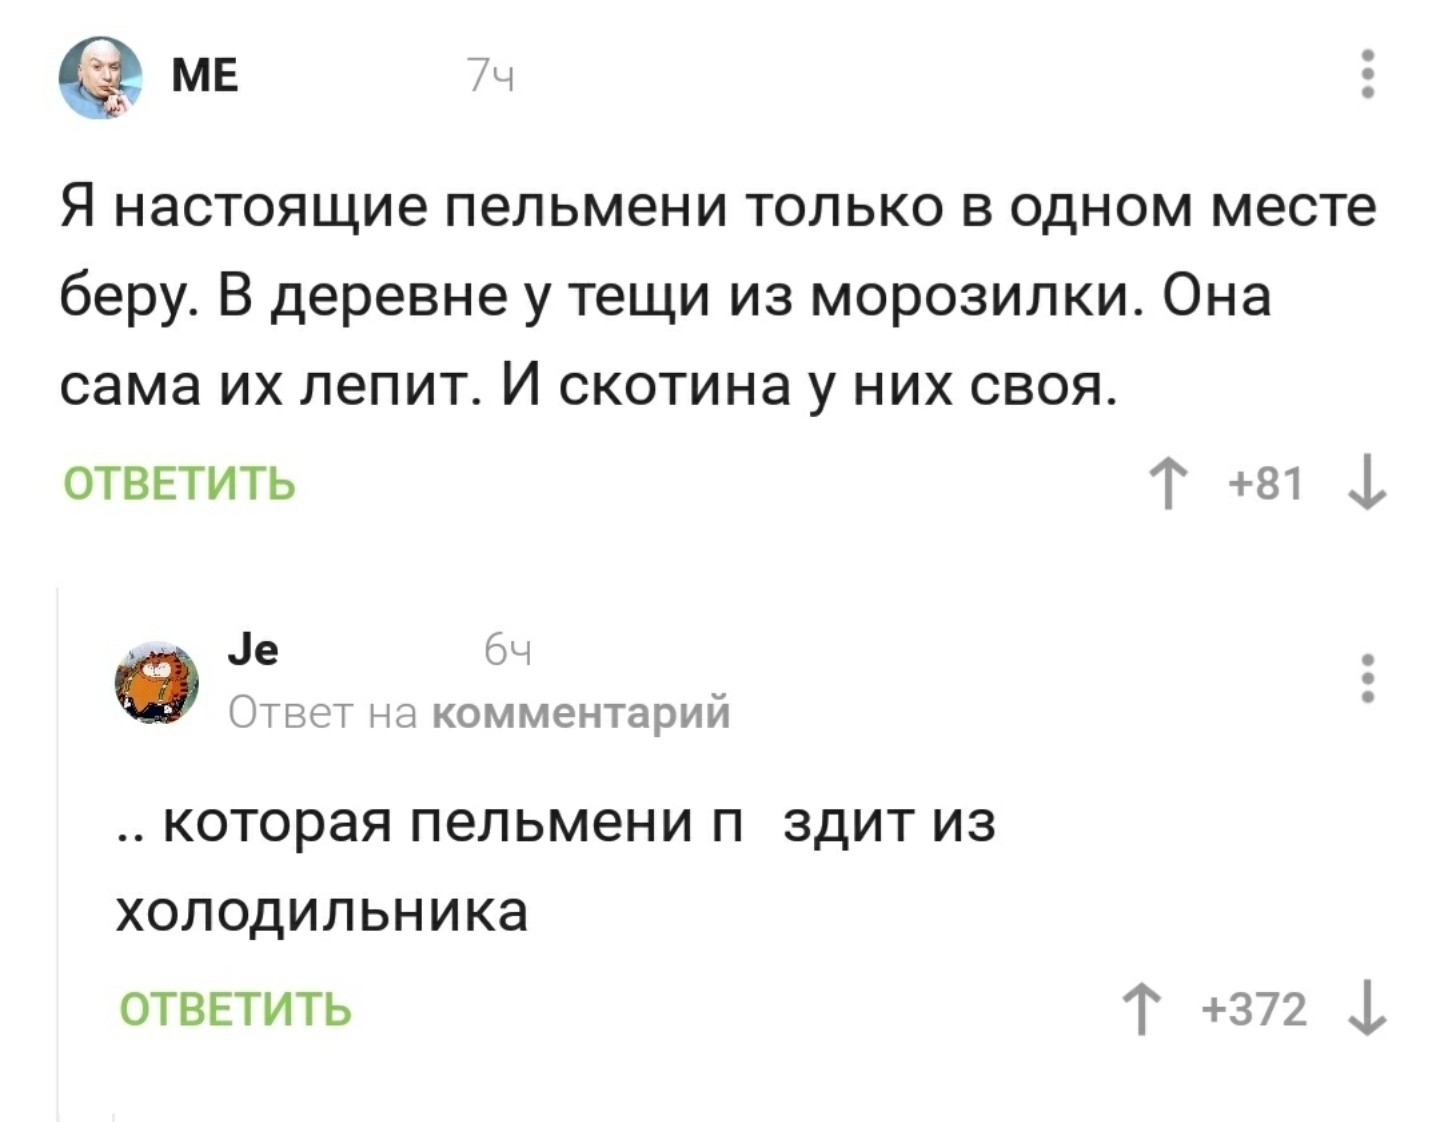 МЕ 7ч
Я настоящие пельмени только в одном месте
беру. В деревне у тещи из морозилки. Она
сама их лепит. И скотина у них своя.
ОТВЕТИТЬ +81
Je 6ч
Ответ на комментарий
.. которая пельмени п здит из
холодильника
ОТВЕТИТЬ +372